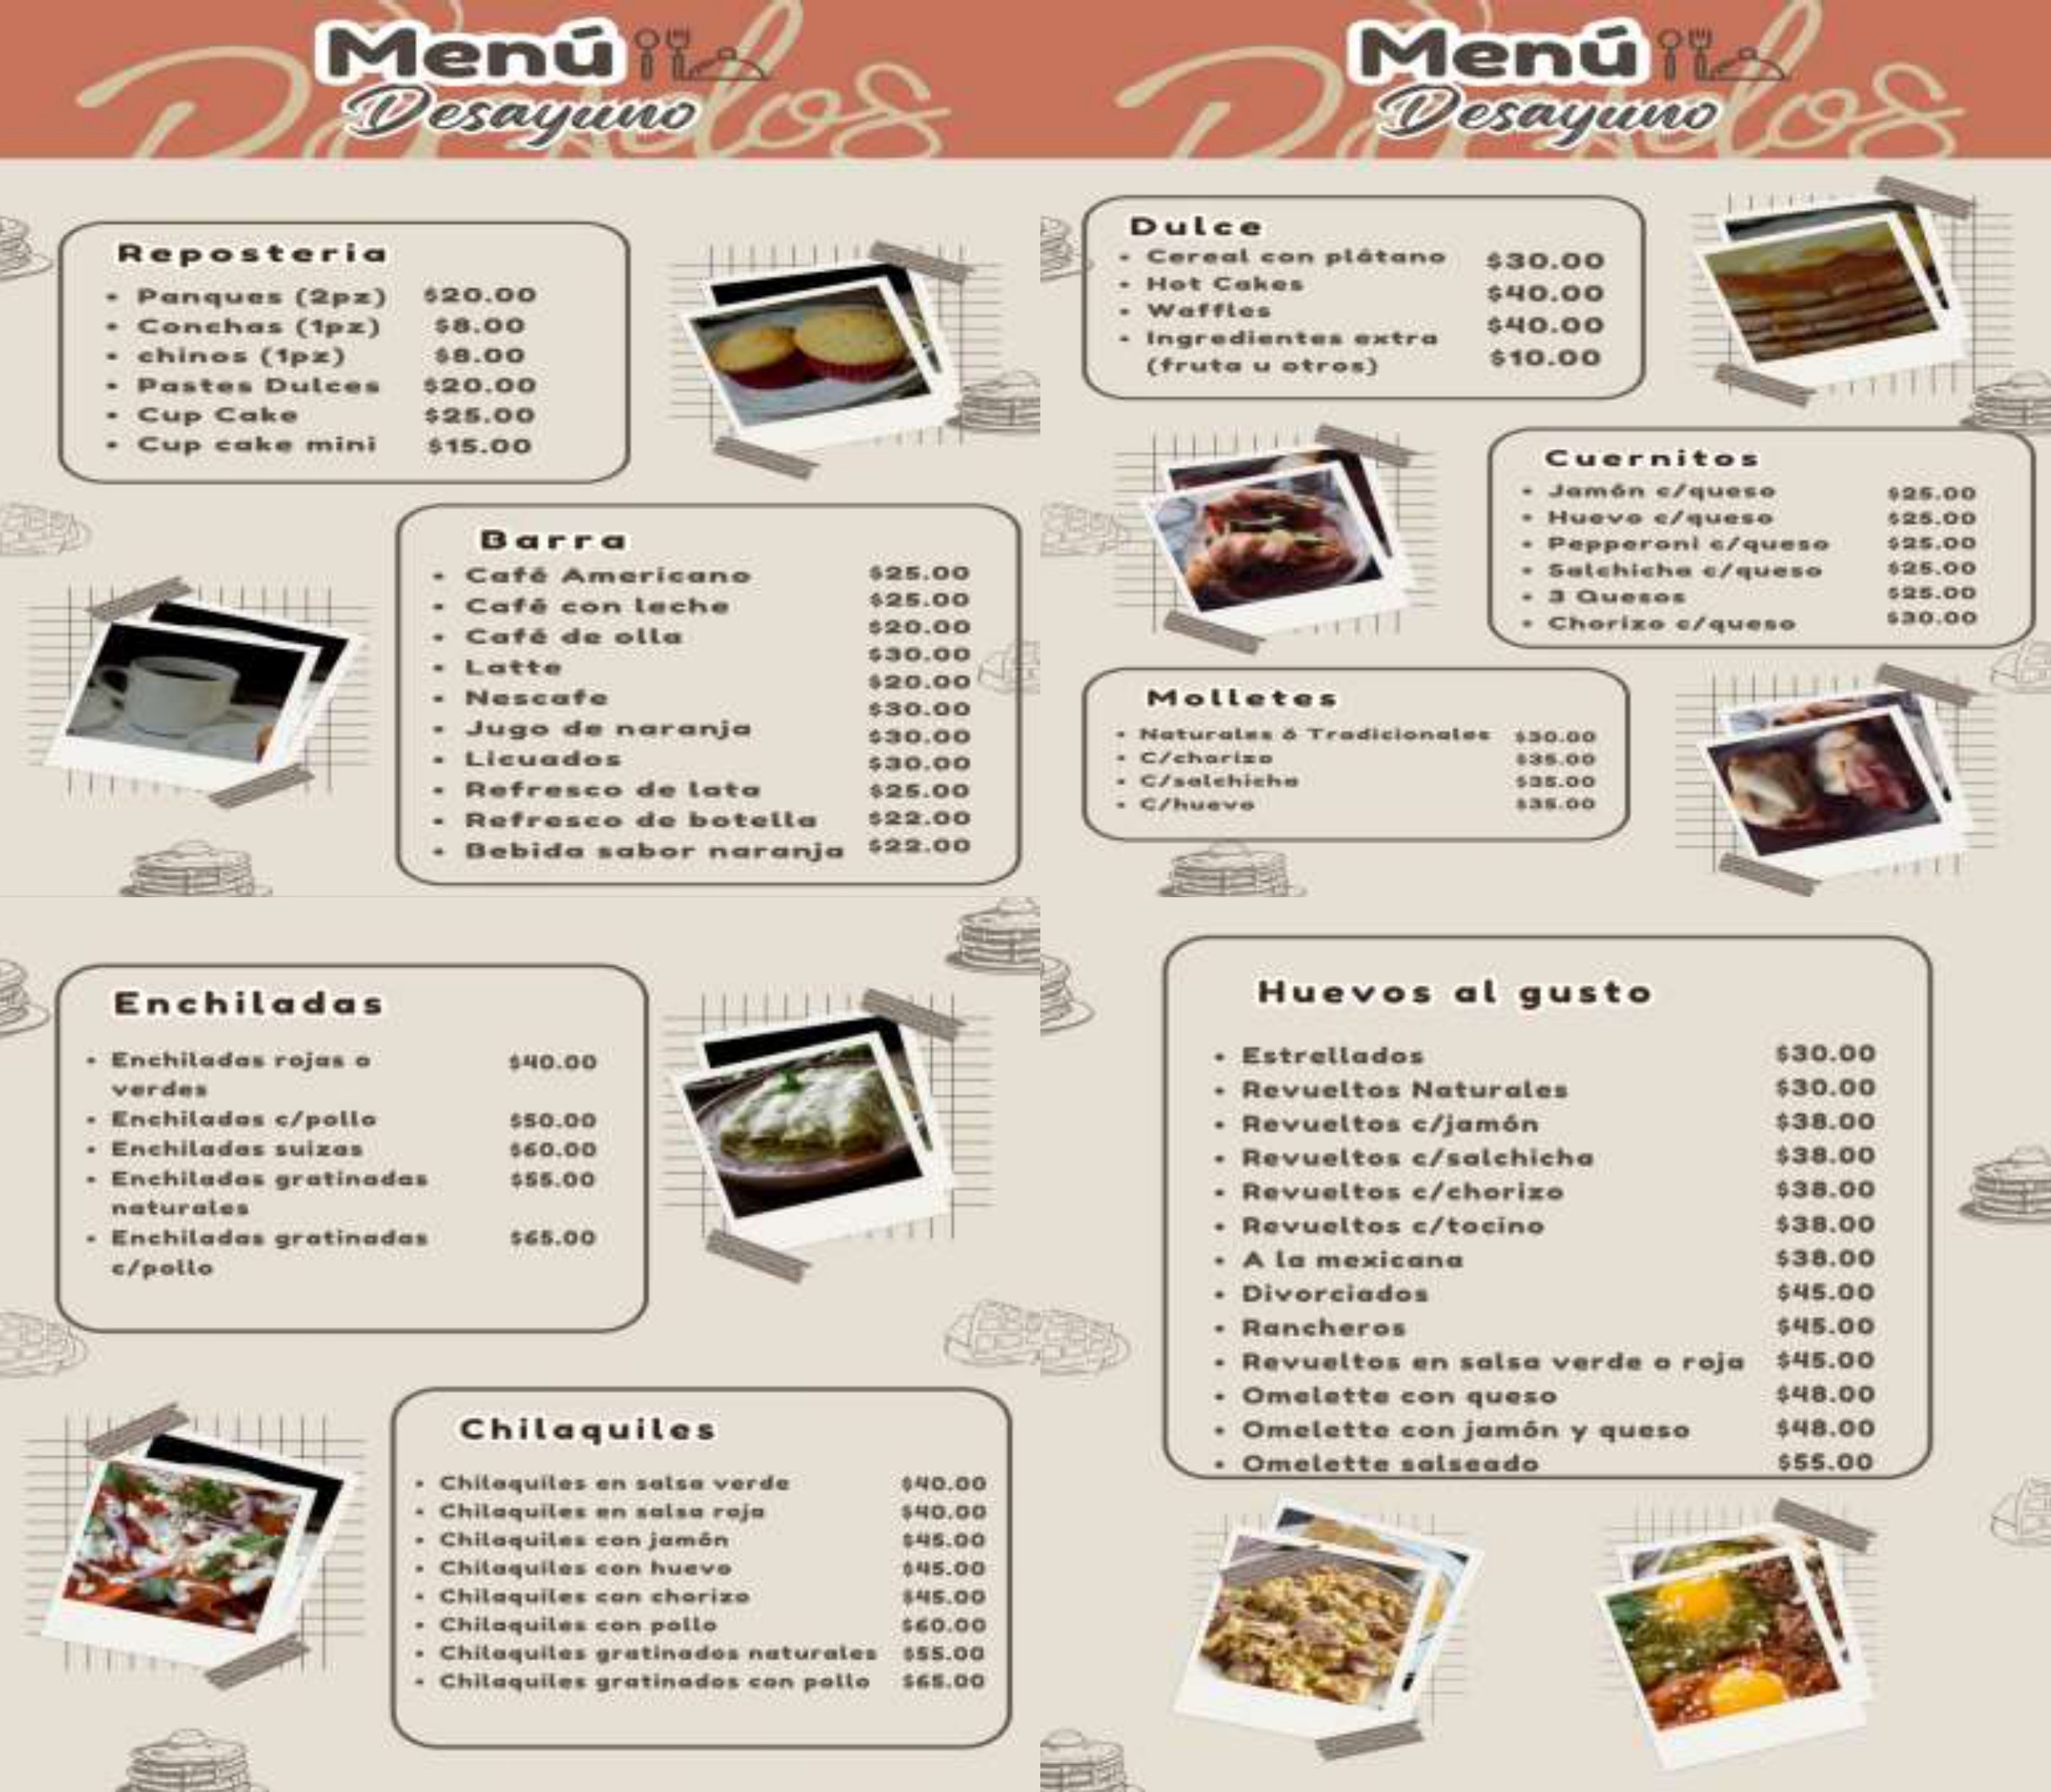 Menú
Desayuno
Reposteria
• Panques (2pz) $20.00
• Conchas (1pz) $8.00
• chinos (1pz) $8.00
• Pastes Dulces $20.00
• Cup Cake $25.00
• Cup cake mini $15.00
Barra
• Café Americano $25.00
• Café con leche $25.00
• Café de olla $20.00
• Latte $30.00
• Nescafe $20.00
• Jugo de naranja $30.00
• Licuados $30.00
• Refresco de lata $30.00
• Refresco de botella $25.00
• Bebida sabor naranja $22.00
$22.00
Menú
Desayuno
Dulce
• Cereal con plátano $30.00
• Hot Cakes $40.00
• Waffles $40.00
• Ingredientes extra $10.00
(fruta u otros)
Cuernitos
• Jamón c/queso $25.00
• Huevo c/queso $25.00
• Pepperoni c/queso $25.00
• Salchicha c/queso $25.00
• 3 Quesos $25.00
• Chorizo c/queso $30.00
Molletes
• Naturales ó Tradicionales $30.00
• C/chorizo $35.00
• C/salchicha $35.00
• C/huevo $35.00
Enchiladas
• Enchiladas rojas o $40.00
verdes
• Enchiladas c/pollo $50.00
• Enchiladas suizas $60.00
• Enchiladas gratinadas $55.00
naturales
• Enchiladas gratinadas $65.00
c/pollo
Chilaquiles
• Chilaquiles en salsa verde $40.00
• Chilaquiles en salsa roja $40.00
• Chilaquiles con jamón $45.00
• Chilaquiles con huevo $45.00
• Chilaquiles con chorizo $45.00
• Chilaquiles con pollo $60.00
• Chilaquiles gratinados naturales $55.00
• Chilaquiles gratinados con pollo $65.00
Huevos al gusto
• Estrellados $30.00
• Revueltos Naturales $30.00
• Revueltos c/jamón $38.00
• Revueltos c/salchicha $38.00
• Revueltos c/chorizo $38.00
• Revueltos c/tocino $38.00
• A la mexicana $38.00
• Divorciados $45.00
• Rancheros $45.00
• Revueltos en salsa verde o roja $45.00
• Omelette con queso $48.00
• Omelette con jamón y queso $48.00
• Omelette salseado $55.00